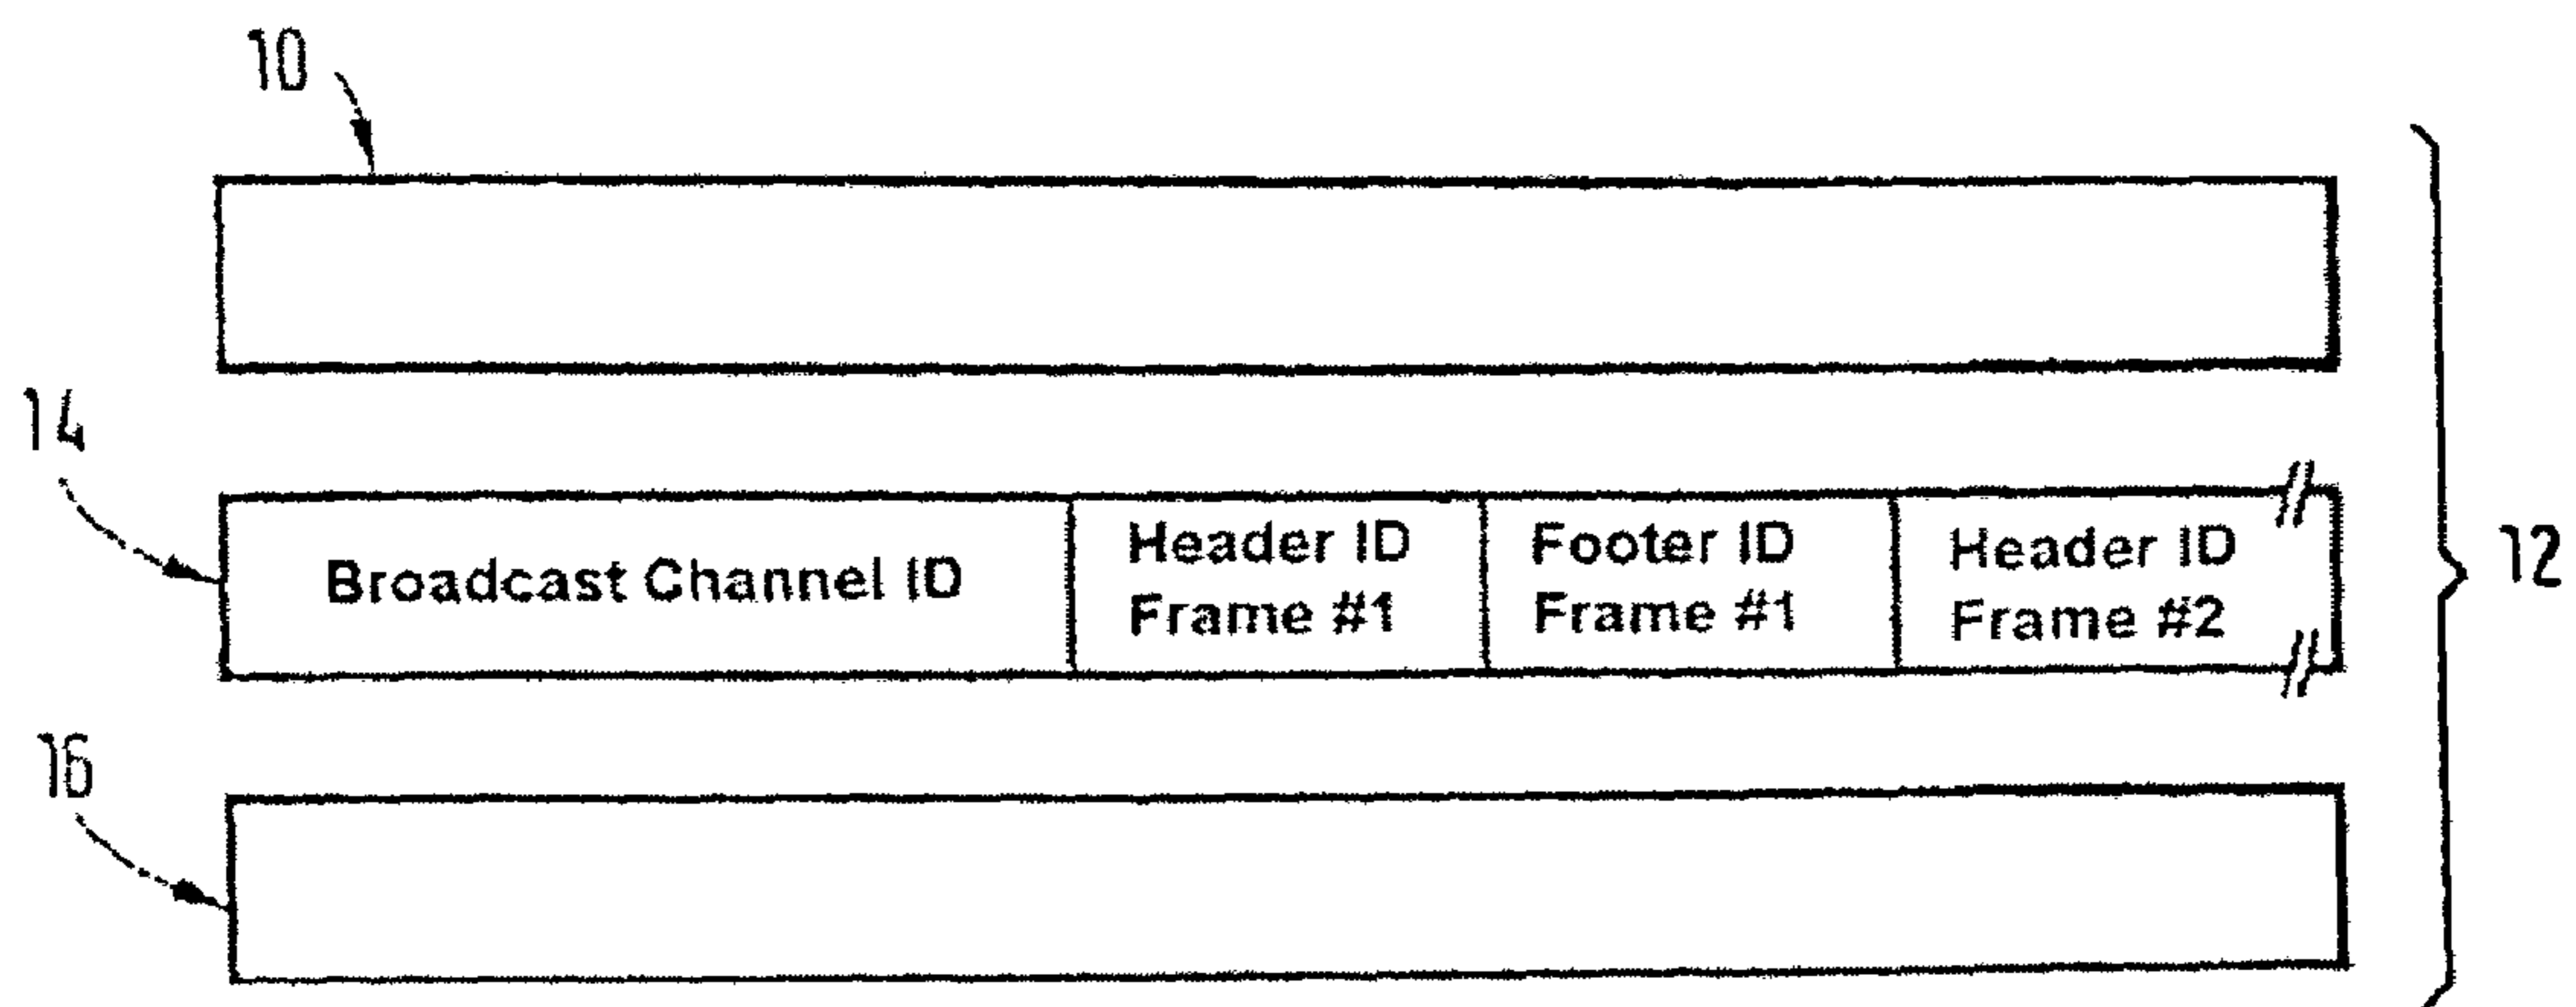 10
14
Broadcast Channel ID
Header ID
Frame #1
Footer ID
Frame #1
Header ID
Frame #2
12
16